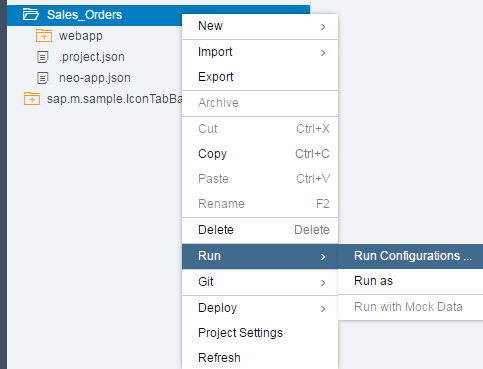 Sales_Orders
webapp
.project.json
neo-app.json
sap.m.sample.IconTabBa
New
Import
Export
Archive
Cut Ctrl+X
Copy Ctrl+C
Paste Ctrl+V
Rename F2
Delete Delete
Run
Run Configurations ...
Run as
Run with Mock Data
Git
Deploy
Project Settings
Refresh